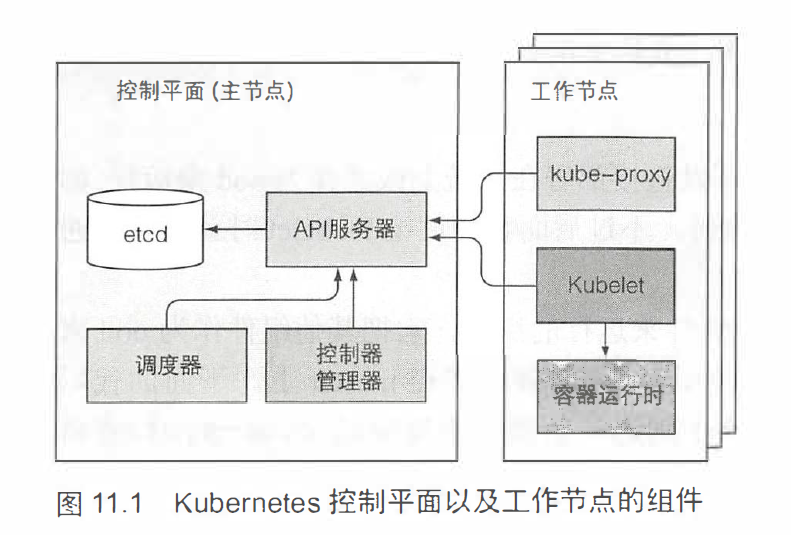 控制平面 (主节点)
工作节点
etcd
API服务器
kube-proxy
Kubelet
调度器
控制器
管理器
容器运行时
图 11.1 Kubernetes 控制平面以及工作节点的组件